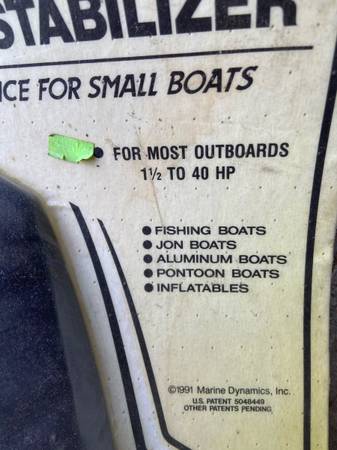 STABILIZER
ICE FOR SMALL BOATS
● FOR MOST OUTBOARDS
1½ TO 40 HP
● FISHING BOATS
● JON BOATS
● ALUMINUM BOATS
● PONTOON BOATS
● INFLATABLES
©1991 Marine Dynamics, Inc.
U.S. PATENT 5048449
OTHER PATENTS PENDING